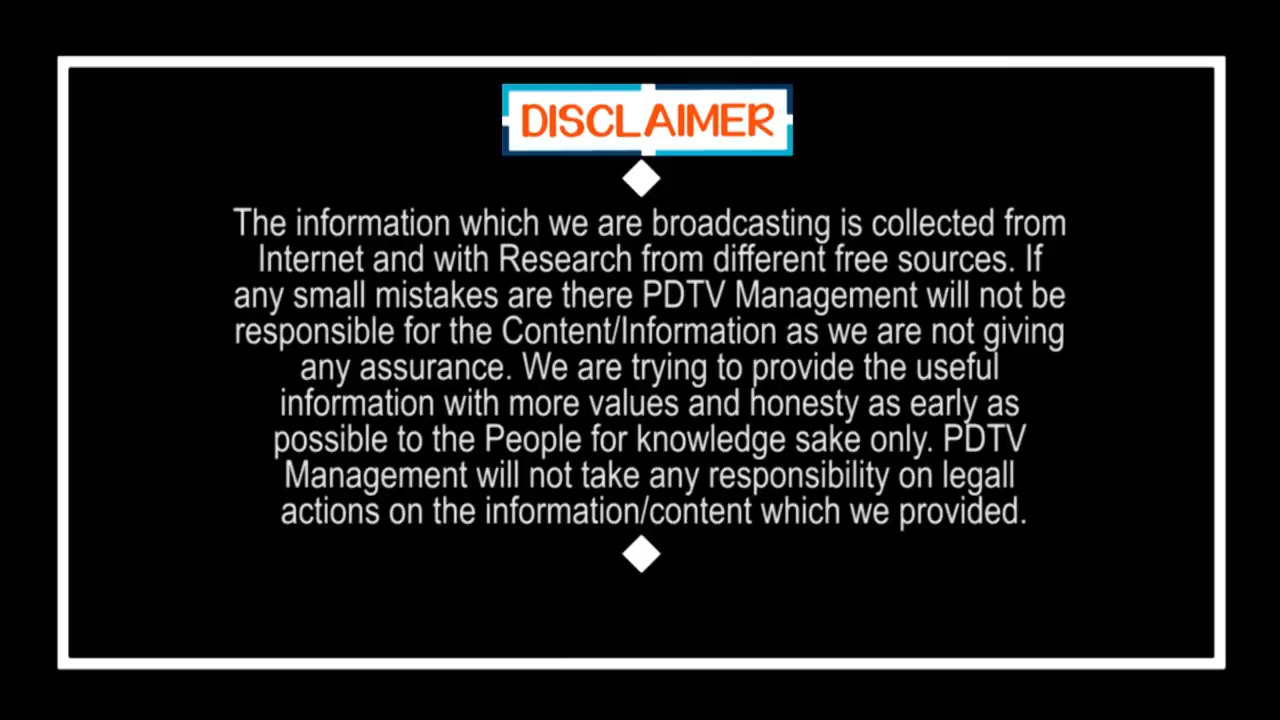 DISCLAIMER
The information which we are broadcasting is collected from
Internet and with Research from different free sources. If
any small mistakes are there PDTV Management will not be
responsible for the Content/Information as we are not giving
any assurance. We are trying to provide the useful
information with more values and honesty as early as
possible to the People for knowledge sake only. PDTV
Management will not take any responsibility on legall
actions on the information/content which we provided.